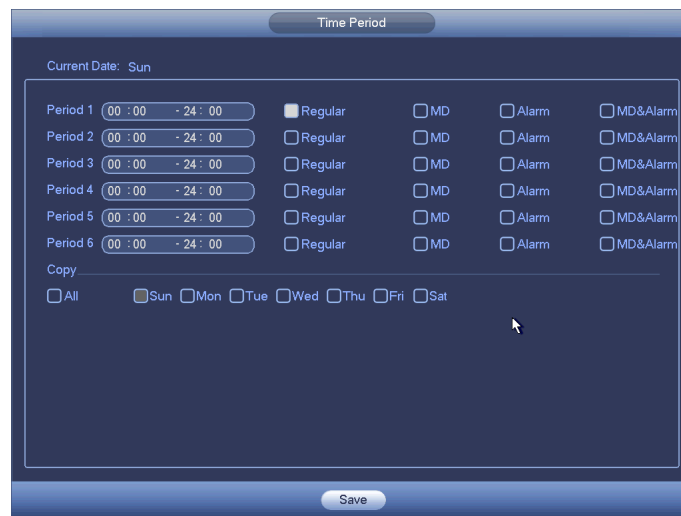 Time Period
Current Date: Sun
Period 1 00 :00 - 24 : 00 Regular MD Alarm MD&Alarm
Period 2 00 :00 - 24 : 00 Regular MD Alarm MD&Alarm
Period 3 00 :00 - 24 : 00 Regular MD Alarm MD&Alarm
Period 4 00 :00 - 24 : 00 Regular MD Alarm MD&Alarm
Period 5 00 :00 - 24 : 00 Regular MD Alarm MD&Alarm
Period 6 00 :00 - 24 : 00 Regular MD Alarm MD&Alarm
Copy
All Sun Mon Tue Wed Thu Fri Sat
Save